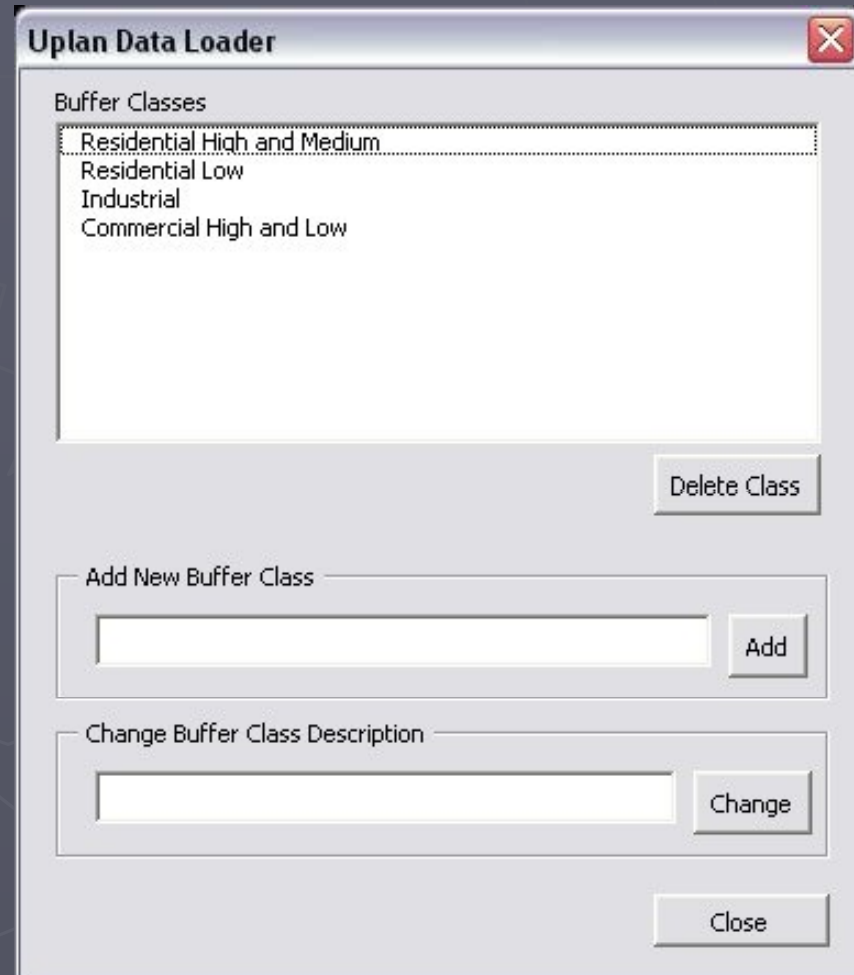 Uplan Data Loader
Buffer Classes
Residential High and Medium
Residential Low
Industrial
Commercial High and Low
Delete Class
Add New Buffer Class
Add
Change Buffer Class Description
Change
Close